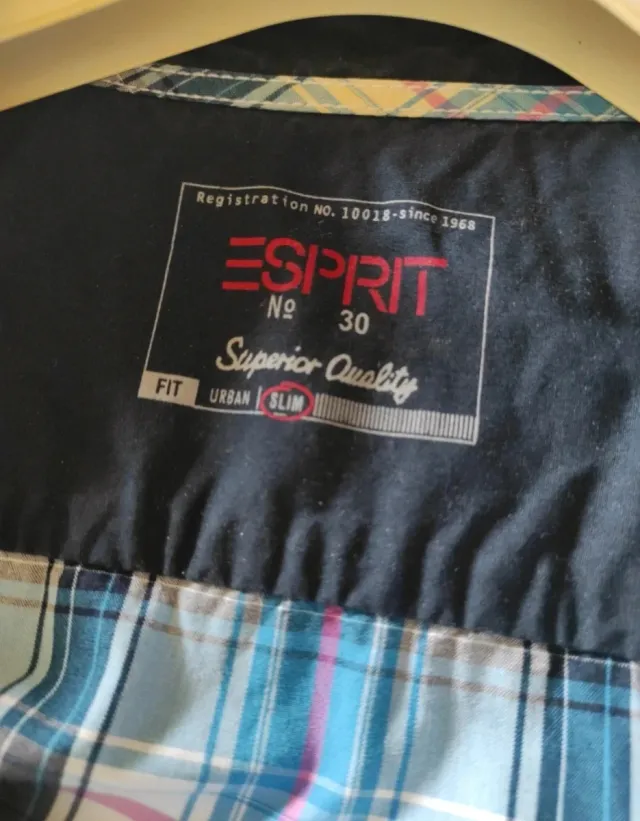 Registration NO. 10018-since 1968
ESPRIT
Nº 30
Superior Quality
FIT URBAN SLIM